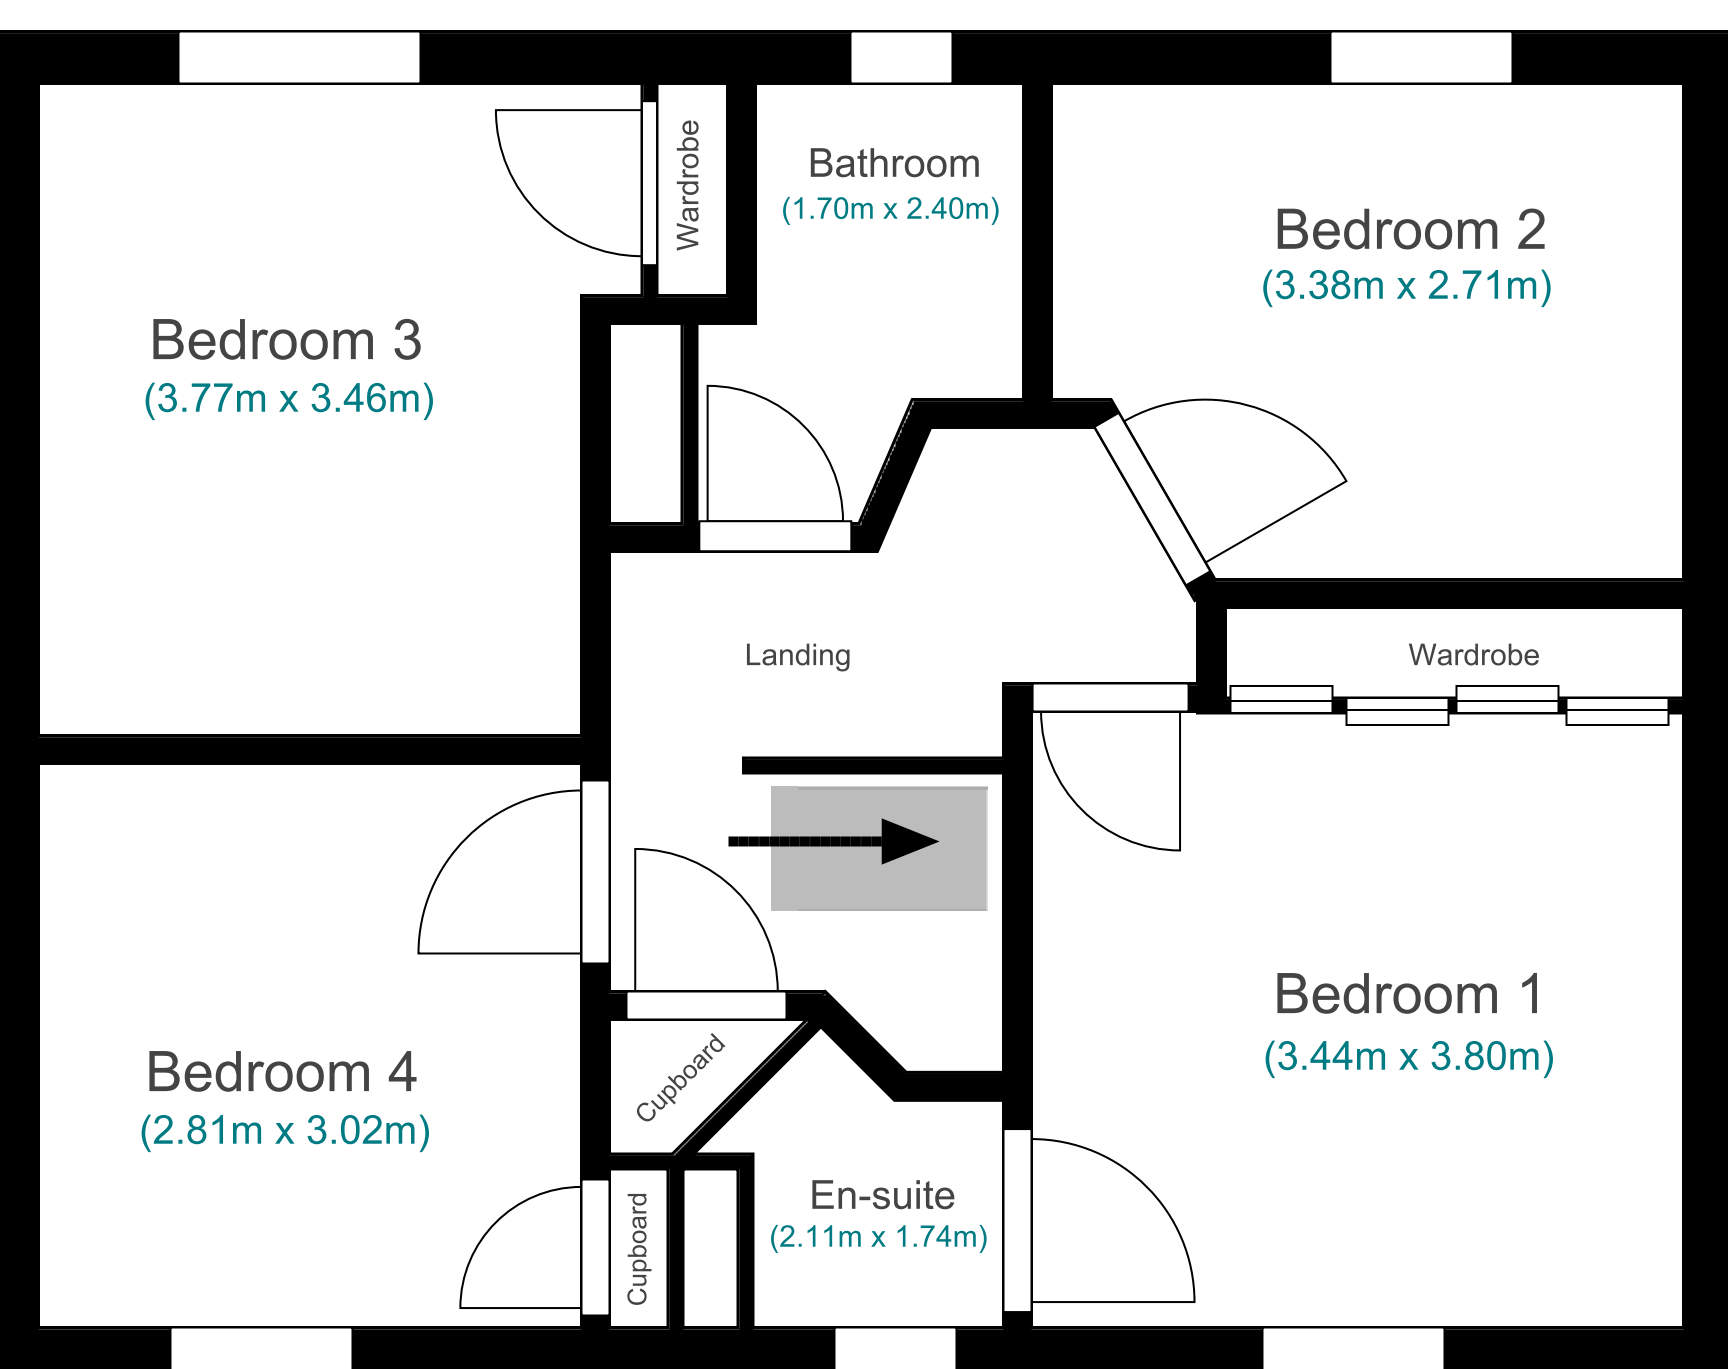 Wardrobe
Bathroom
(1.70m x 2.40m)
Bedroom 2
(3.38m x 2.71m)
Bedroom 3
(3.77m x 3.46m)
Landing
Wardrobe
Bedroom 1
(3.44m x 3.80m)
Bedroom 4
(2.81m x 3.02m)
Cupboard
En-suite
(2.11m x 1.74m)
Cupboard